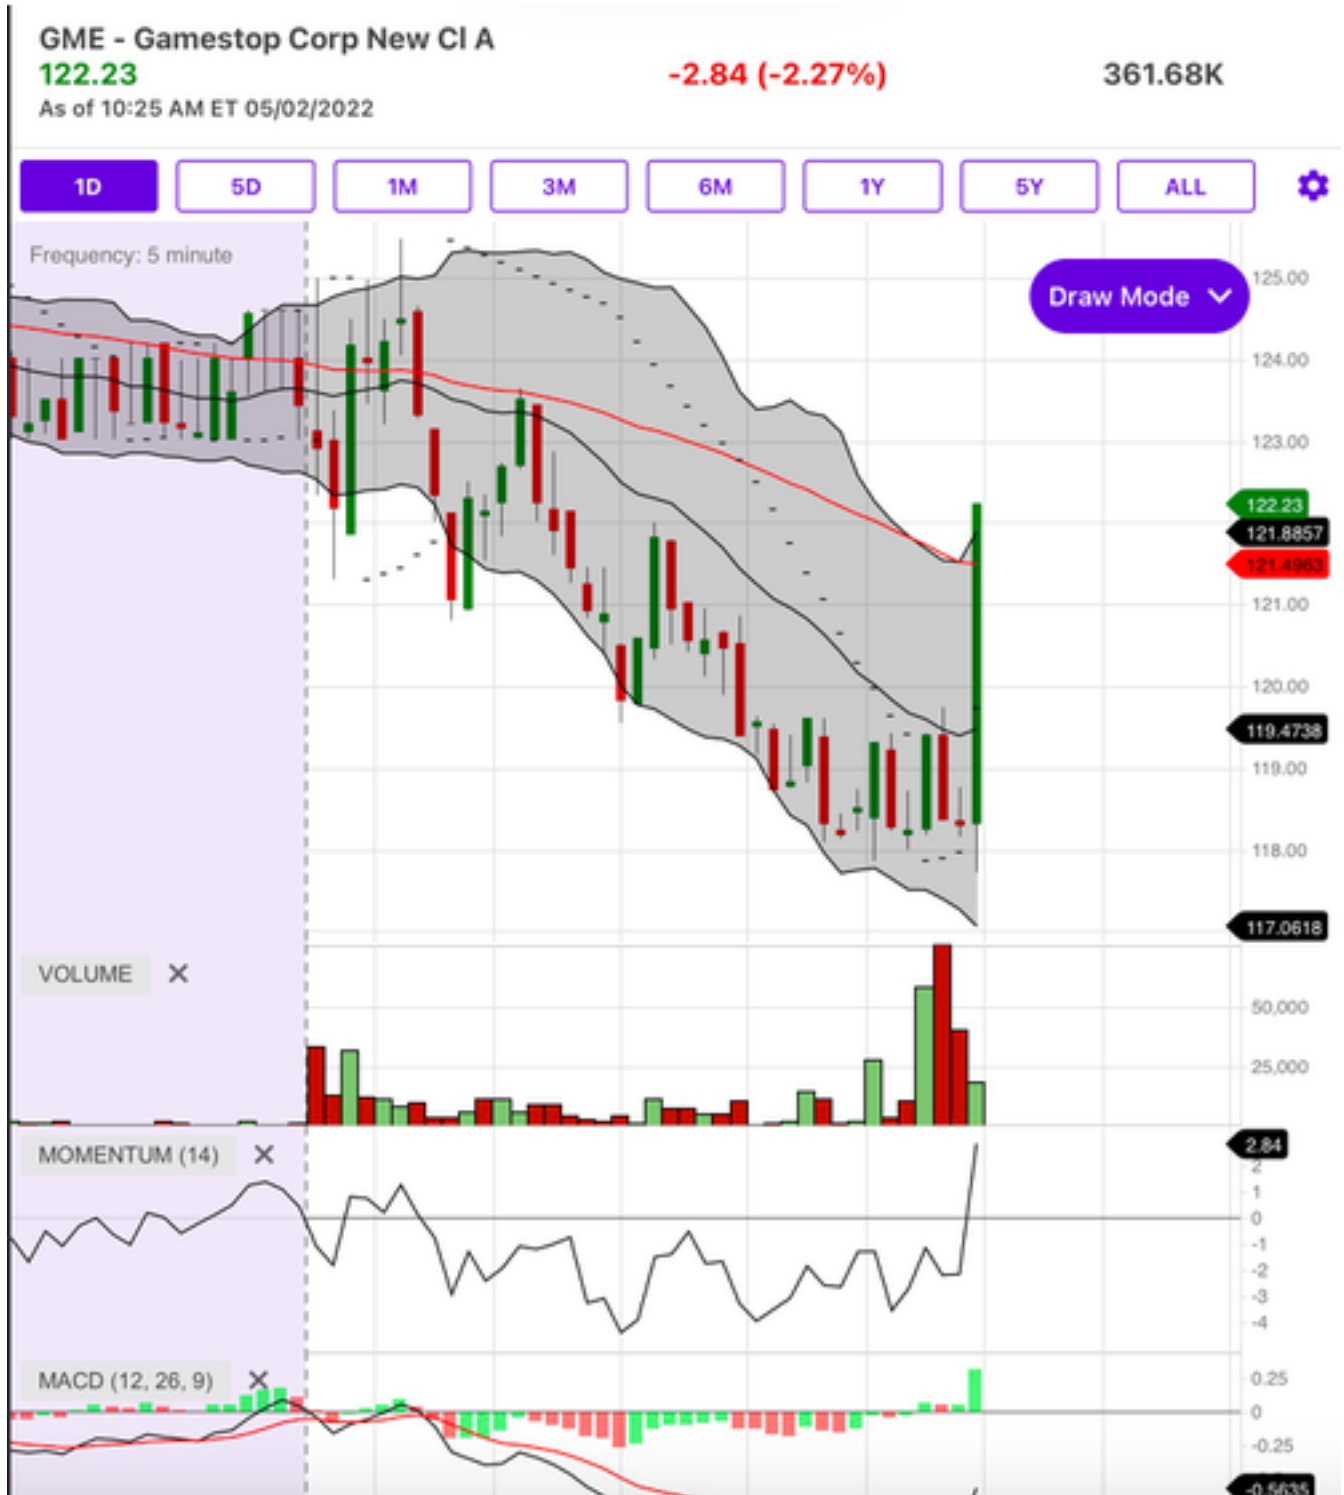 GME - Gamestop Corp New Cl A
122.23 -2.84 (-2.27%) 361.68K
As of 10:25 AM ET 05/02/2022
1D 5D 1M 3M 6M 1Y 5Y ALL
Frequency: 5 minute
Draw Mode
125.00
124.00
123.00
122.23
121.8857
121.4963
121.00
120.00
119.4738
119.00
118.00
117.0618
VOLUME
50,000
25,000
MOMENTUM (14)
2.84
2
1
0
-1
-2
-3
-4
MACD (12, 26, 9)
0.25
0
-0.25
-0.5635